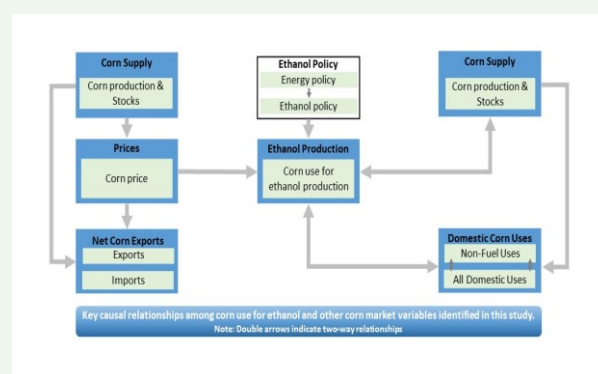 Corn Supply
Corn production &
Stocks
Prices
Corn price
Net Corn Exports
Exports
Imports
Ethanol Policy
Energy policy
Ethanol policy
Ethanol Production
Corn use for
ethanol production
Corn Supply
Corn production &
Stocks
Domestic Corn Uses
Non-Fuel Uses
All Domestic Uses
Key causal relationships among corn use for ethanol and other corn market variables identified in this study.
Note: Double arrows indicate two-way relationships